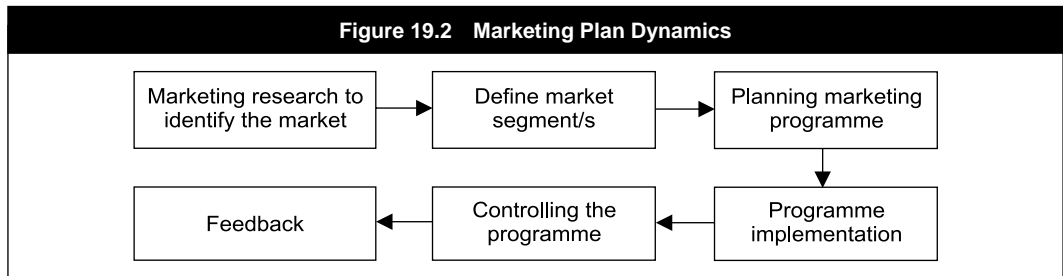 Figure 19.2 Marketing Plan Dynamics
Marketing research to
identify the market
Define market
segment/s
Planning marketing
programme
Programme
implementation
Controlling the
programme
Feedback